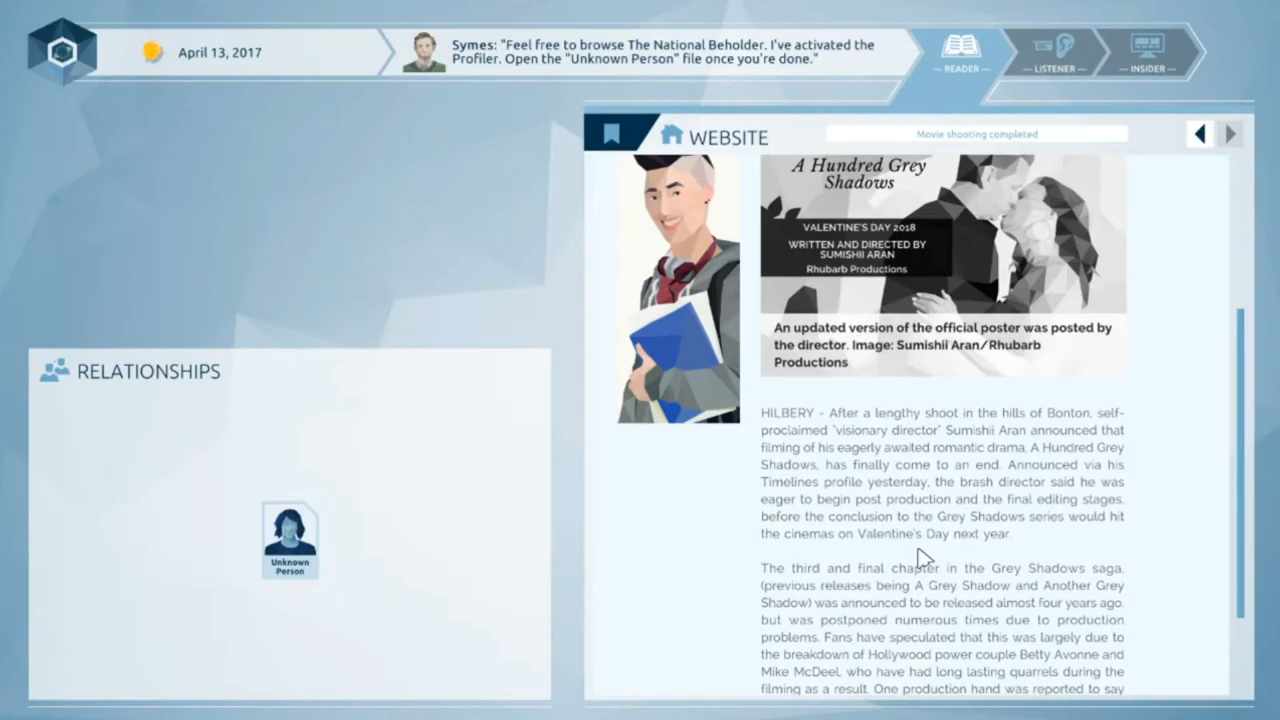 April 13, 2017
Symes: "Feel free to browse The National Beholder. I've activated the
Profiler. Open the "Unknown Person" file once you're done."
READER
LISTENER
INSIDER
WEBSITE
Movie shooting completed
A Hundred Grey
Shadows
VALENTINE'S DAY 2018
WRITTEN AND DIRECTED BY
SUMISHII ARAN
Rhubarb Productions
An updated version of the official poster was posted by
the director. Image: Sumishii Aran/Rhubarb
Productions
RELATIONSHIPS
Unknown
Person
HILBERY - After a lengthy shoot in the hills of Bonton, self-
proclaimed "visionary director" Sumishii Aran announced that
filming of his eagerly awaited romantic drama, A Hundred Grey
Shadows, has finally come to an end. Announced via his
Timelines profile yesterday, the brash director said he was
eager to begin post production and the final editing stages,
before the conclusion to the Grey Shadows series would hit
the cinemas on Valentine's Day next year.
The third and final chapter in the Grey Shadows saga,
(previous releases being A Grey Shadow and Another Grey
Shadow) was announced to be released almost four years ago,
but was postponed numerous times due to production
problems. Fans have speculated that this was largely due to
the breakdown of Hollywood power couple Betty Avonne and
Mike McDeel, who have had long lasting quarrels during the
filming as a result. One production hand was reported to say